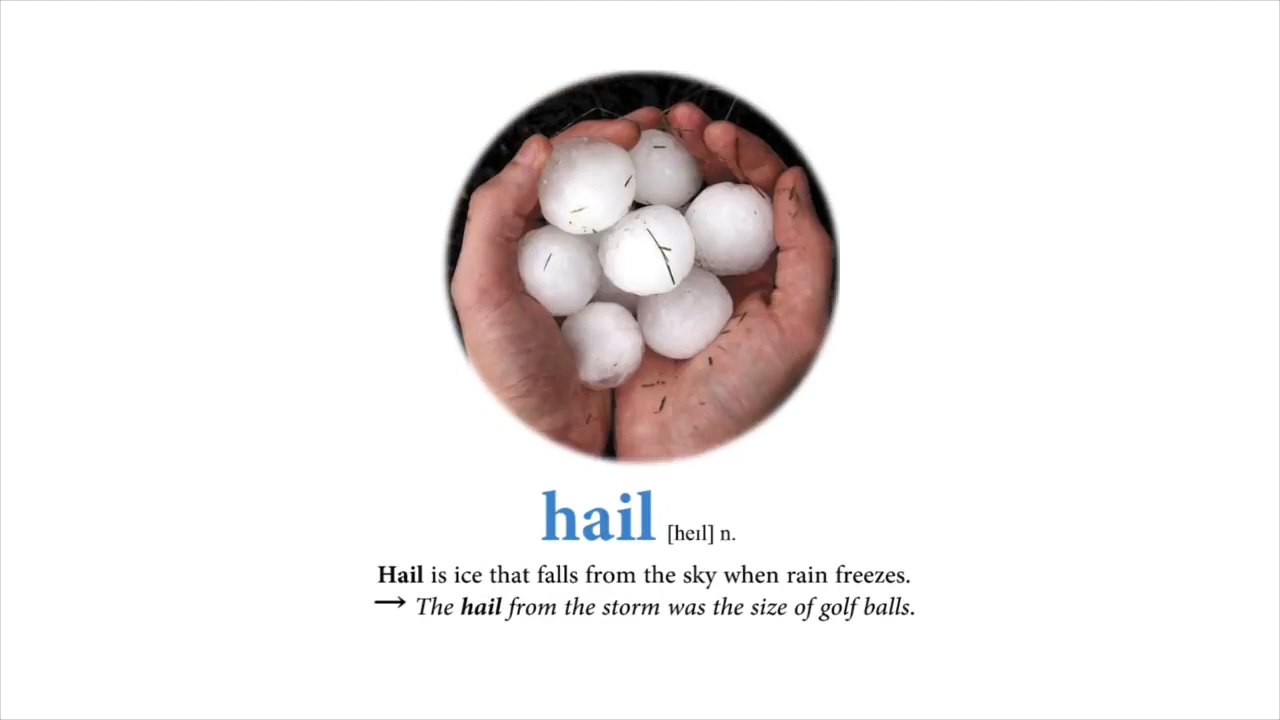 hail [heɪl] n.
Hail is ice that falls from the sky when rain freezes.
→ The hail from the storm was the size of golf balls.